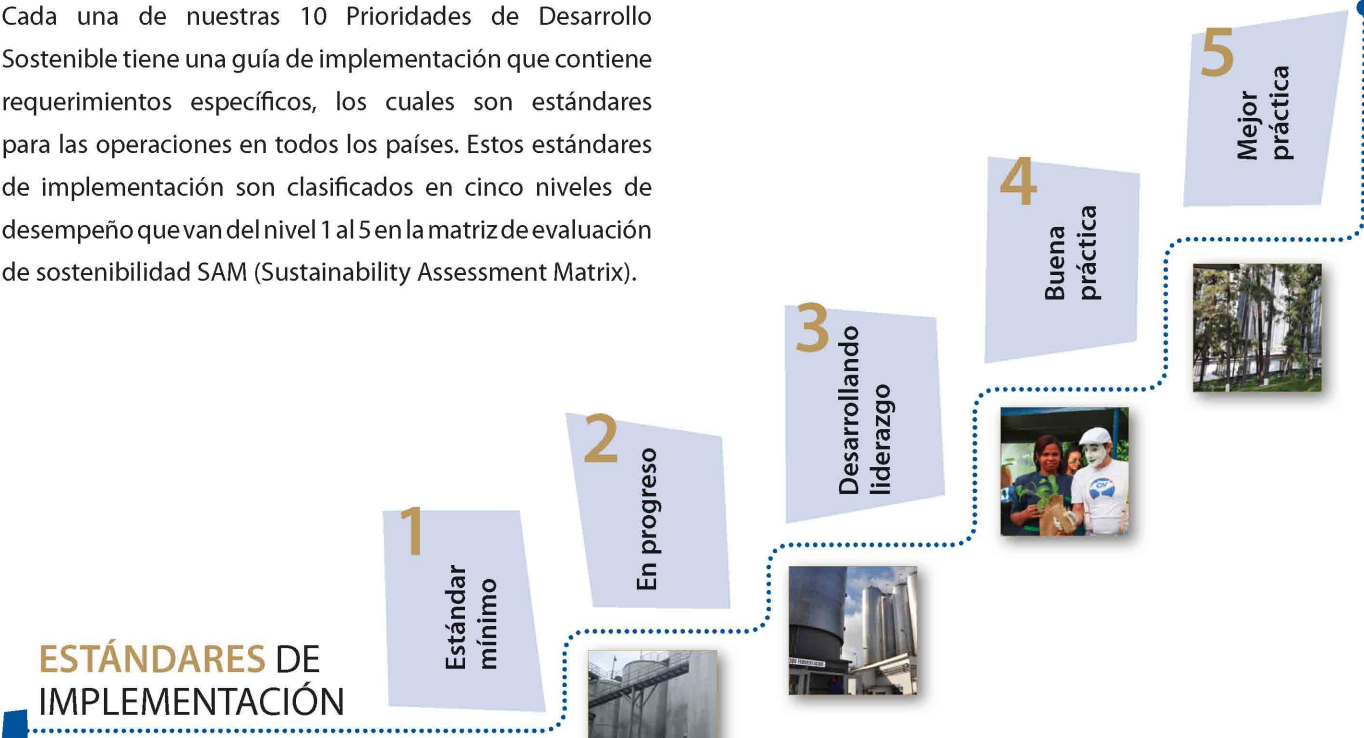 Cada una de nuestras 10 Prioridades de Desarrollo
Sostenible tiene una guía de implementación que contiene
requerimientos específicos, los cuales son estándares
para las operaciones en todos los países. Estos estándares
de implementación son clasificados en cinco niveles de
desempeño que van del nivel 1 al 5 en la matriz de evaluación
de sostenibilidad SAM (Sustainability Assessment Matrix).
5
Mejor
práctica
4
Buena
práctica
3
Desarrollando
liderazgo
2
En progreso
1
Estándar
mínimo
ESTÁNDARES DE
IMPLEMENTACIÓN